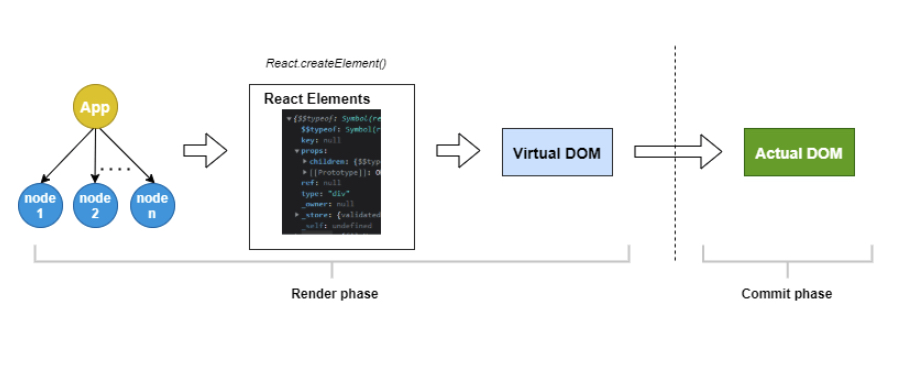 React.createElement()
React Elements
{$$typeof: Symbol(re
$$typeof: Symbol(r
key: null
props:
children: {$$typ
[[Prototype]]: O
ref: null
type: "div"
_owner: null
_store: {validated
_self: undefined
App
....
node
1
node
2
node
n
Virtual DOM
Actual DOM
Render phase
Commit phase